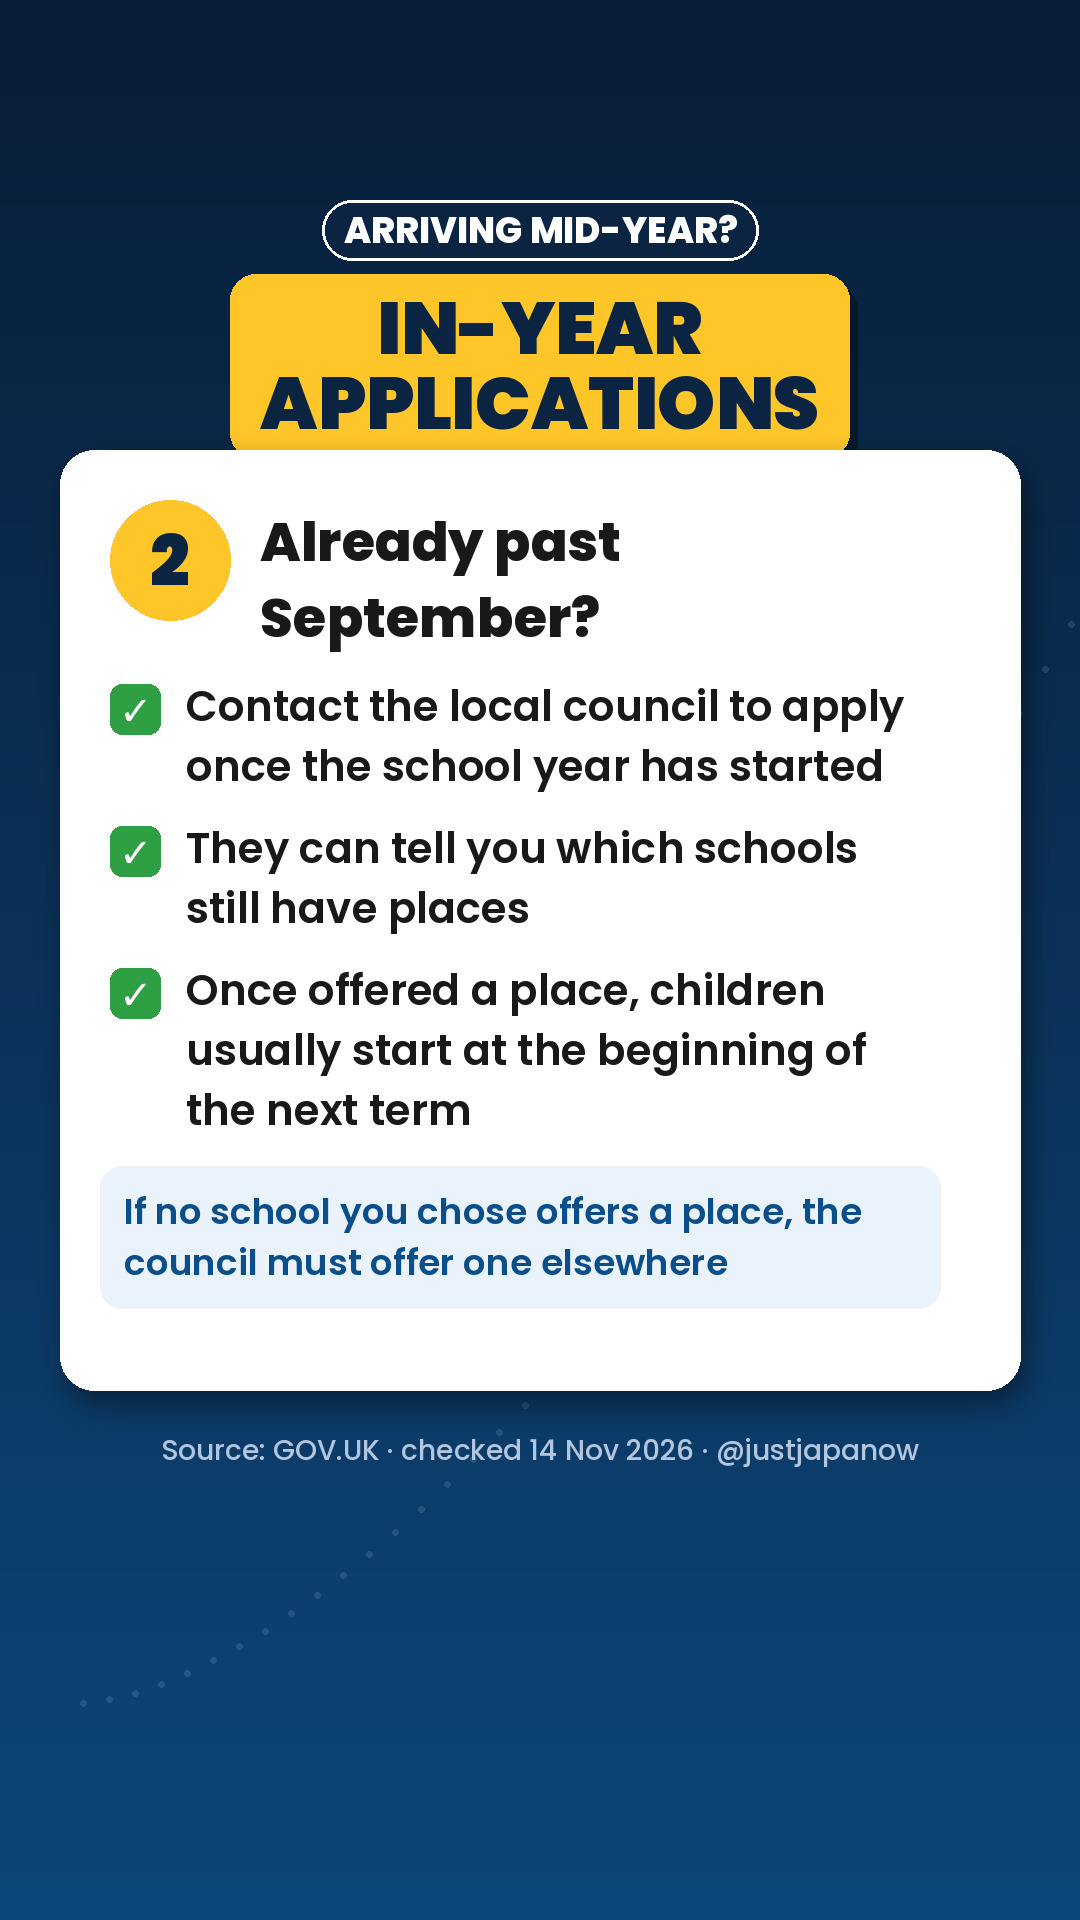 ARRIVING MID-YEAR?
IN-YEAR
APPLICATIONS
2
Already past
September?
✓ Contact the local council to apply
once the school year has started
✓ They can tell you which schools
still have places
✓ Once offered a place, children
usually start at the beginning of
the next term
If no school you chose offers a place, the
council must offer one elsewhere
Source: GOV.UK · checked 14 Nov 2026 · @justjapanow